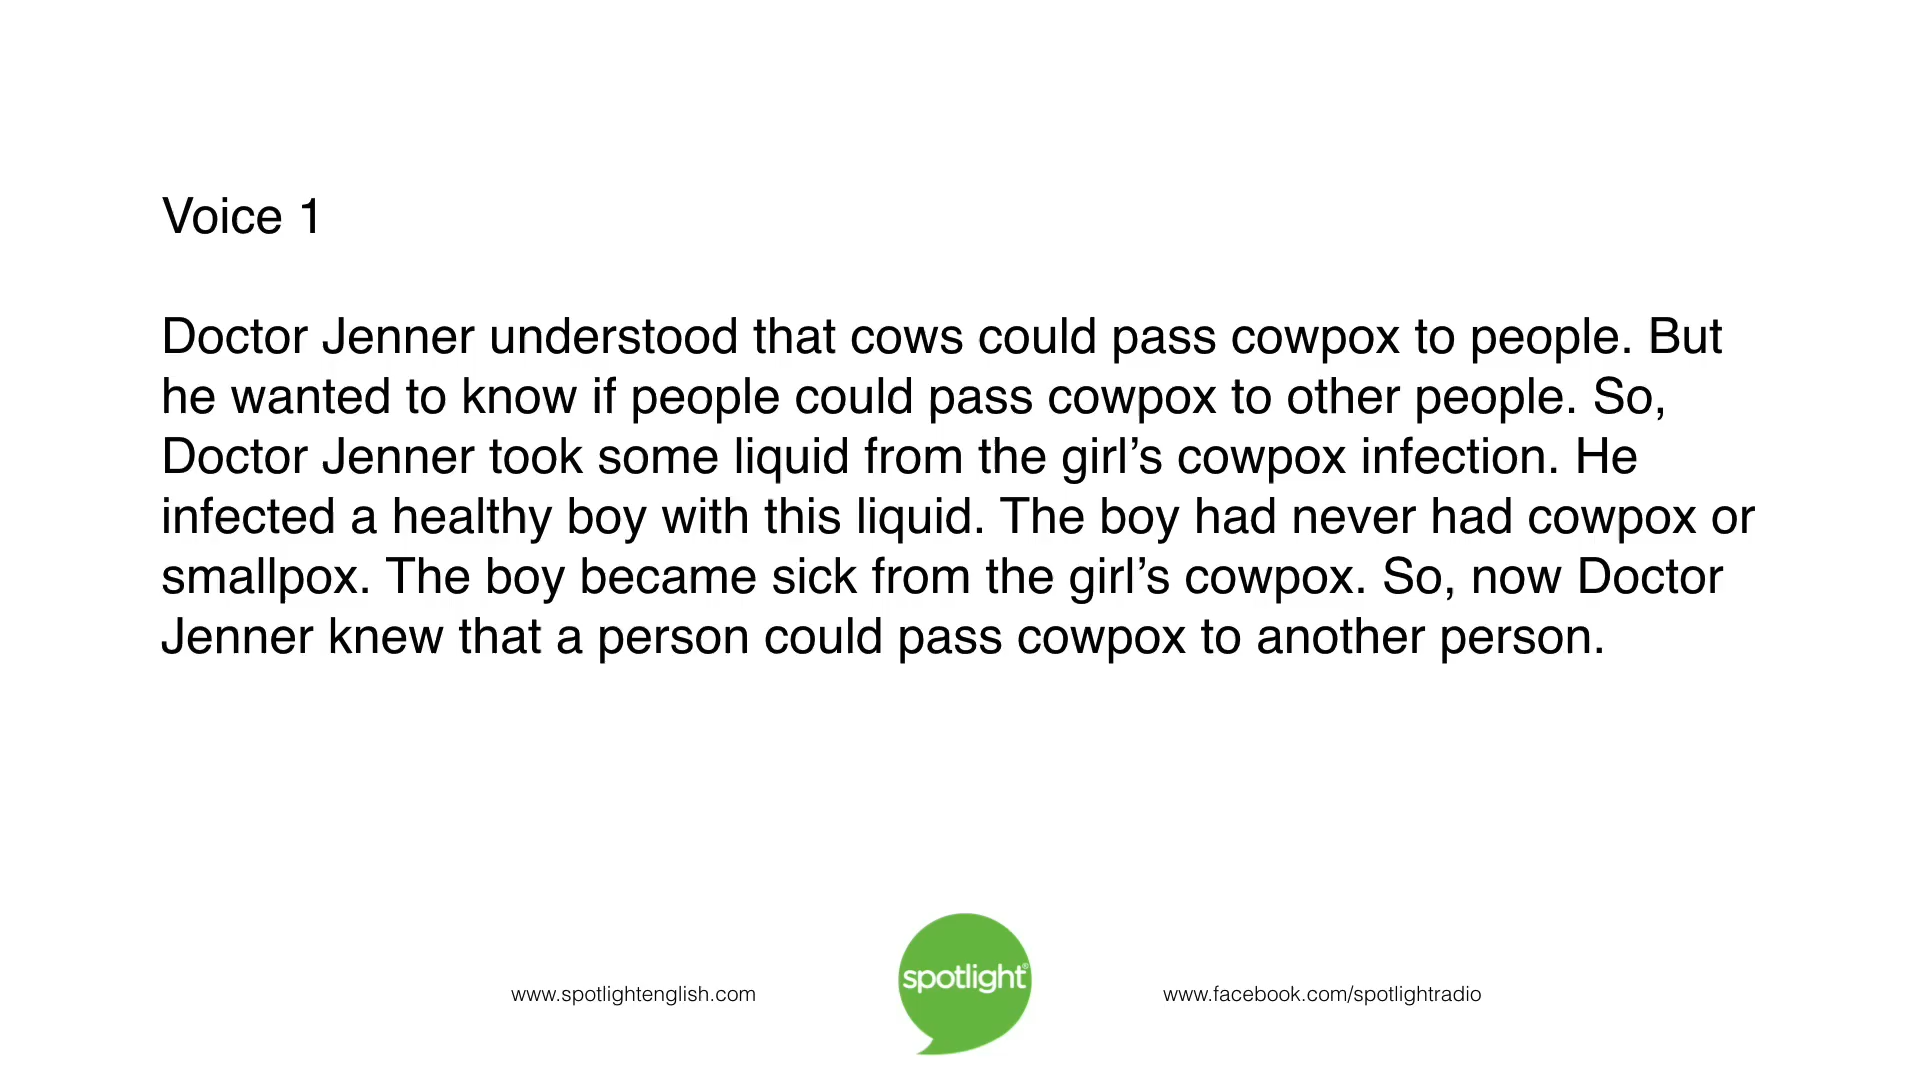 Voice 1
Doctor Jenner understood that cows could pass cowpox to people. But
he wanted to know if people could pass cowpox to other people. So,
Doctor Jenner took some liquid from the girl’s cowpox infection. He
infected a healthy boy with this liquid. The boy had never had cowpox or
smallpox. The boy became sick from the girl’s cowpox. So, now Doctor
Jenner knew that a person could pass cowpox to another person.
www.spotlightenglish.com
spotlight®
www.facebook.com/spotlightradio